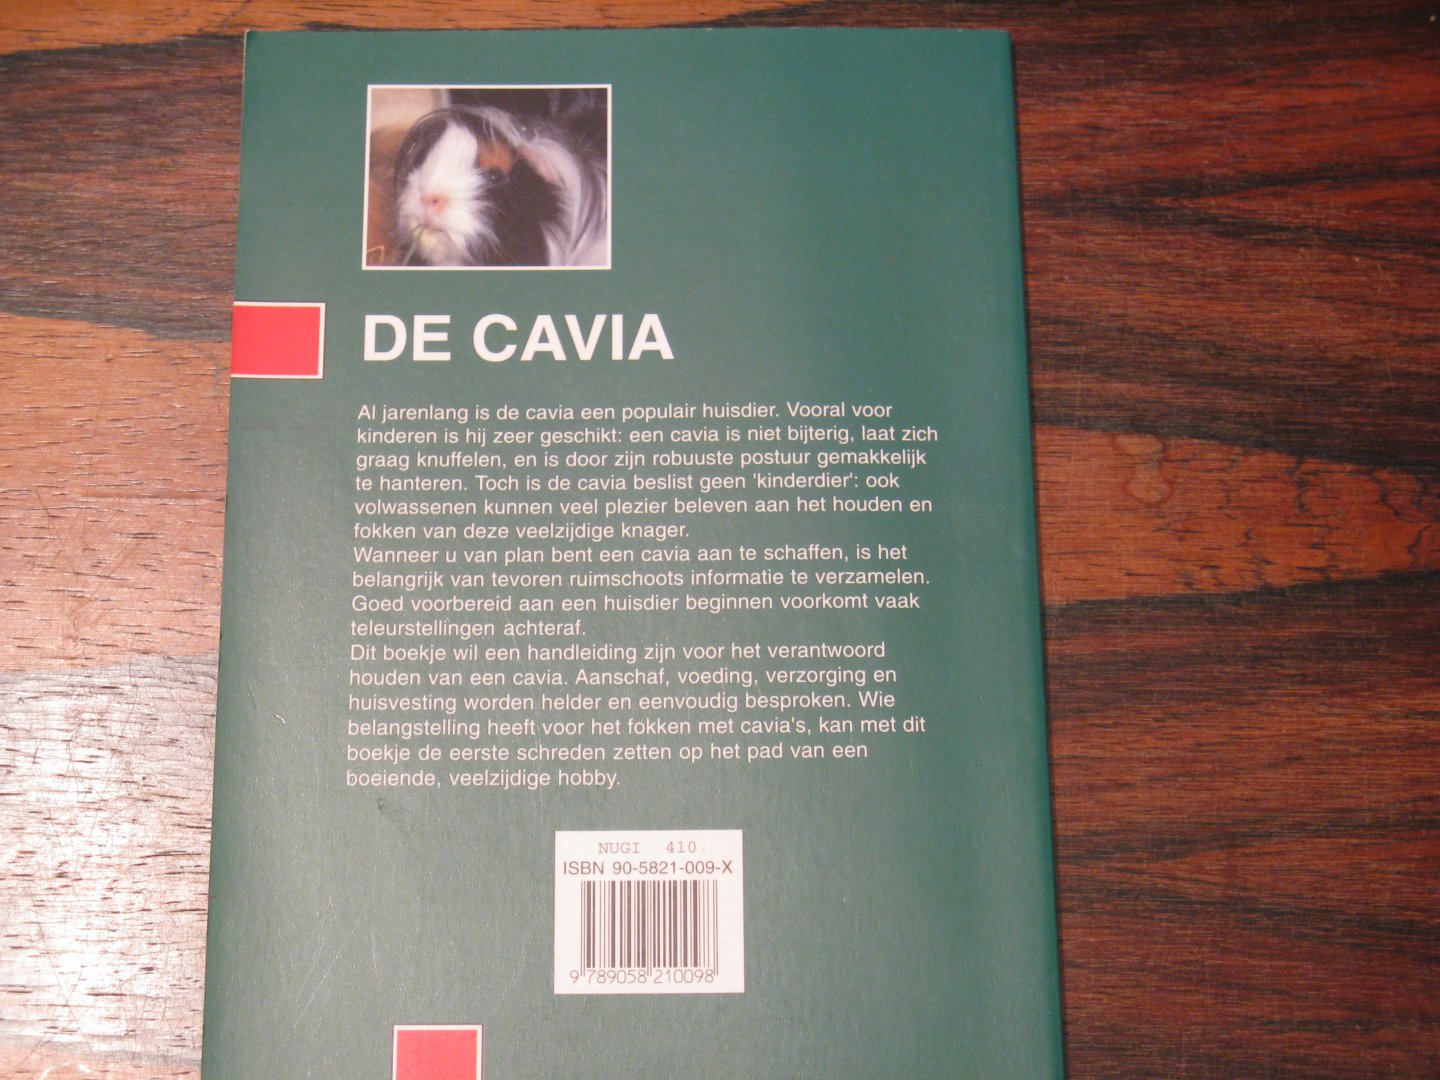 DE CAVIA
Al jarenlang is de cavia een populair huisdier. Vooral voor
kinderen is hij zeer geschikt: een cavia is niet bijterig, laat zich
graag knuffelen, en is door zijn robuuste postuur gemakkelijk
te hanteren. Toch is de cavia beslist geen 'kinderdier': ook
volwassenen kunnen veel plezier beleven aan het houden en
fokken van deze veelzijdige knager.
Wanneer u van plan bent een cavia aan te schaffen, is het
belangrijk van tevoren ruimschoots informatie te verzamelen.
Goed voorbereid aan een huisdier beginnen voorkomt vaak
teleurstellingen achteraf.
Dit boekje wil een handleiding zijn voor het verantwoord
houden van een cavia. Aanschaf, voeding, verzorging en
huisvesting worden helder en eenvoudig besproken. Wie
belangstelling heeft voor het fokken met cavia's, kan met dit
boekje de eerste schreden zetten op het pad van een
boeiende, veelzijdige hobby.
NUGI 410
ISBN 90-5821-009-X
9 789058 210098